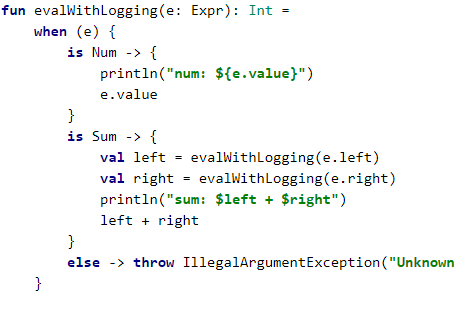 fun evalWithLogging(e: Expr): Int =
    when (e) {
        is Num -> {
            println("num: ${e.value}")
            e.value
        }
        is Sum -> {
            val left = evalWithLogging(e.left)
            val right = evalWithLogging(e.right)
            println("sum: $left + $right")
            left + right
        }
        else -> throw IllegalArgumentException("Unknown
    }